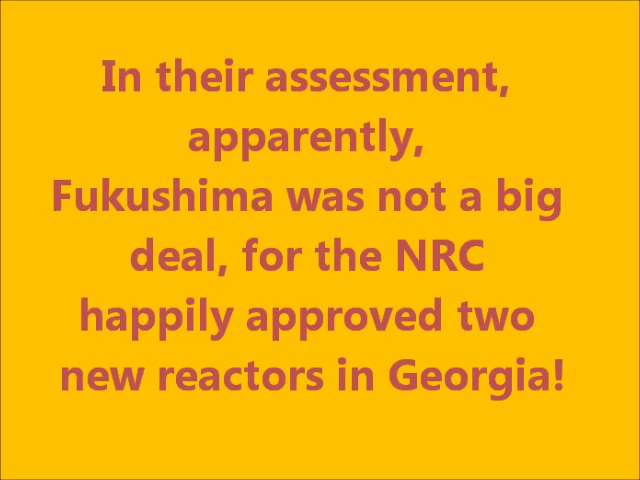 In their assessment,
apparently,
Fukushima was not a big
deal, for the NRC
happily approved two
new reactors in Georgia!